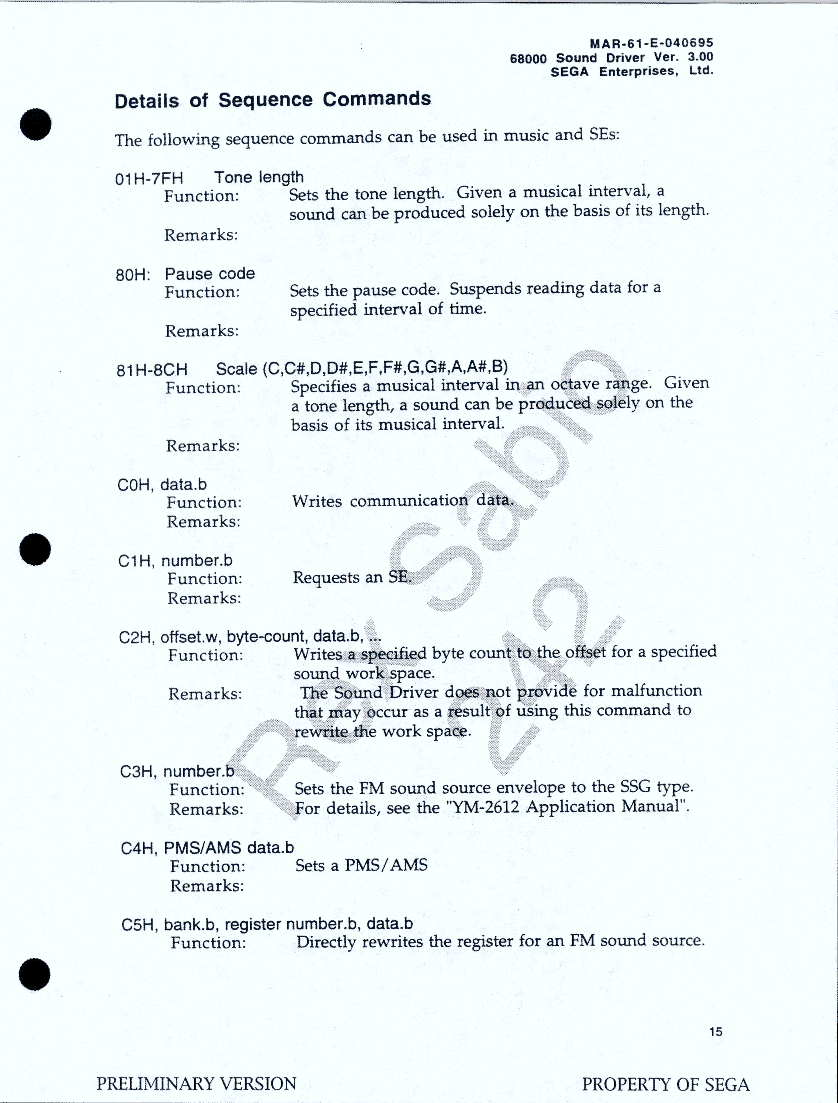 MAR-61-E-040695
68000 Sound Driver Ver. 3.00
SEGA Enterprises, Ltd.
Details of Sequence Commands
The following sequence commands can be used in music and SEs:
01H-7FH Tone length
Function: Sets the tone length. Given a musical interval, a
sound can be produced solely on the basis of its length.
Remarks:
80H: Pause code
Function: Sets the pause code. Suspends reading data for a
specified interval of time.
Remarks:
81H-8CH Scale (C,C#,D,D#,E,F,F#,G,G#,A,A#,B)
Function: Specifies a musical interval in an octave range. Given
a tone length, a sound can be produced solely on the
basis of its musical interval.
Remarks:
C0H, data.b
Function: Writes communication data.
Remarks:
C1H, number.b
Function: Requests an SE.
Remarks:
C2H, offset.w, byte-count, data.b, ...
Function: Writes a specified byte count to the offset for a specified
sound work space.
Remarks: The Sound Driver does not provide for malfunction
that may occur as a result of using this command to
rewrite the work space.
C3H, number.b
Function: Sets the FM sound source envelope to the SSG type.
Remarks: For details, see the "YM-2612 Application Manual".
C4H, PMS/AMS data.b
Function: Sets a PMS/AMS
Remarks:
C5H, bank.b, register number.b, data.b
Function: Directly rewrites the register for an FM sound source.
Rex Sabio
242
15
PRELIMINARY VERSION PROPERTY OF SEGA